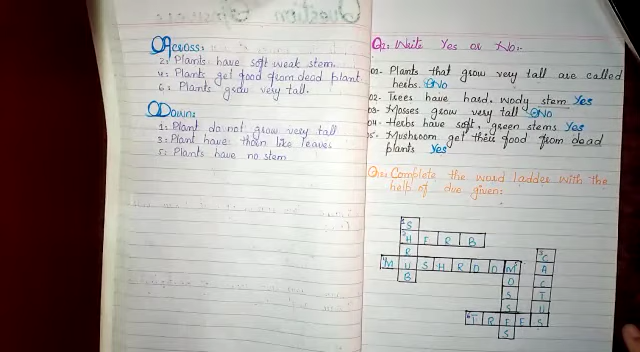 Across:
2: Plants have soft weak stem.
4: Plants get food from dead plant
6: Plants grow very tall.
Down:
1: Plant do not grow very tall
3: Plant have thorn like leaves
5: Plants have no stem
Q2: Write Yes or No:-
01- Plants that grow very tall are called
herbs. No
02- Trees have hard, wody stem Yes
03- Mosses grow very tall No
04- Herbs have soft, green stems Yes
05- Mushroom get their food from dead
plants Yes
Complete the word ladder with the
help of clue given:
S
H E R B
R
M U S H R O O M
B
C
A
O
C
S
T
S
U
T R E E S
S